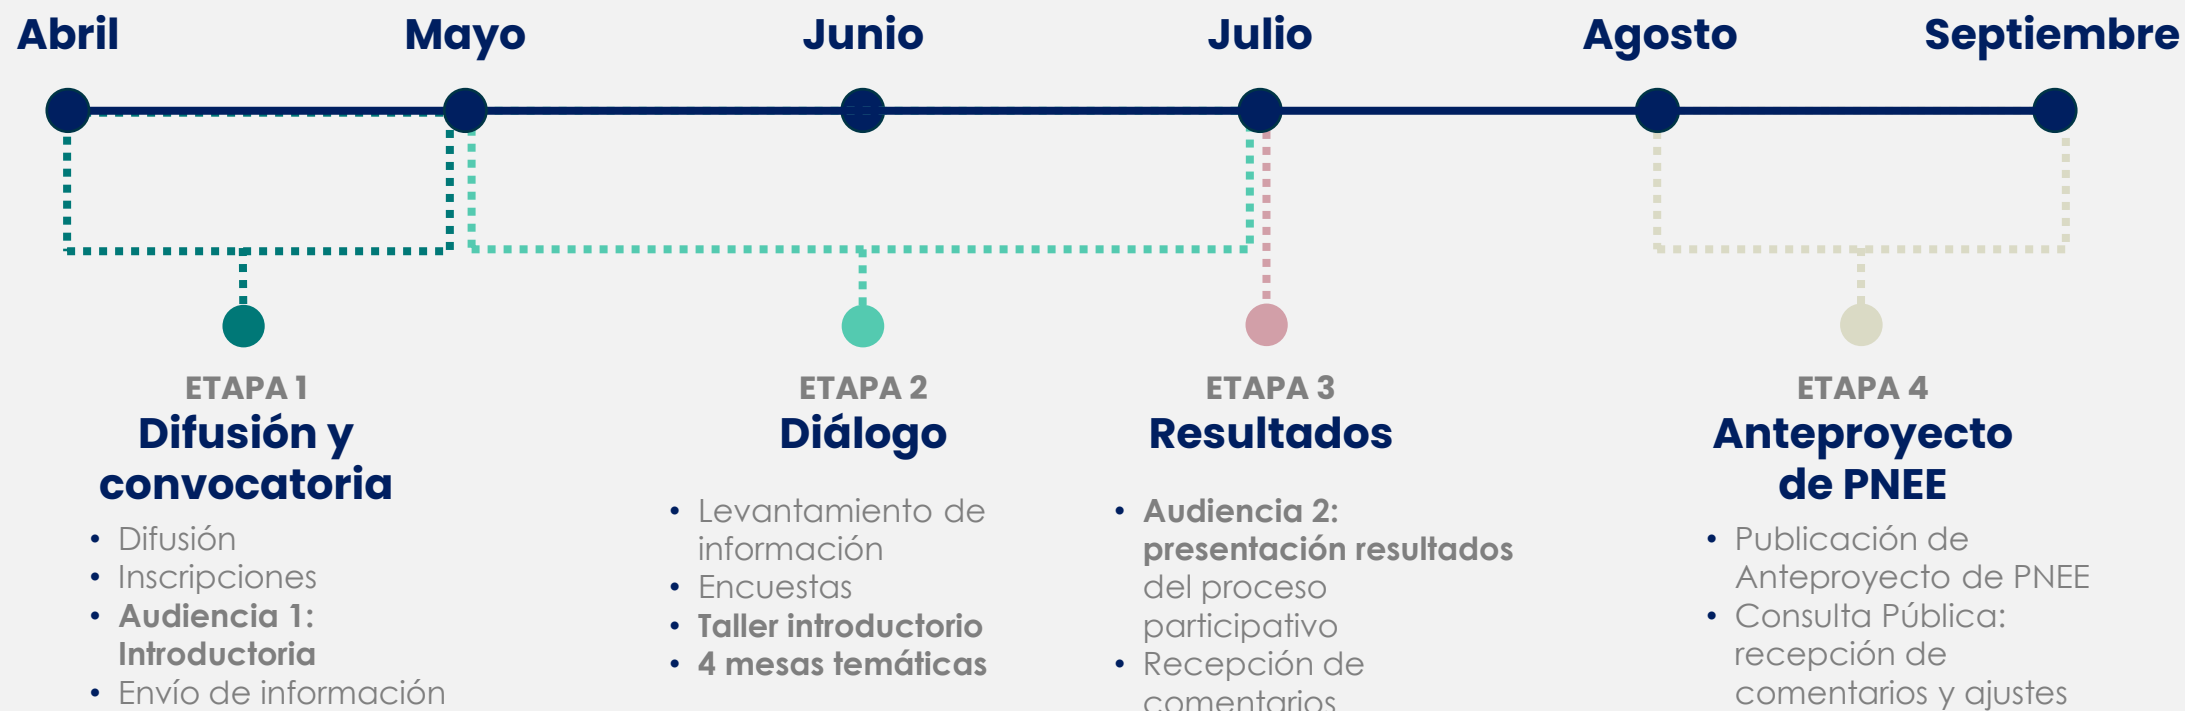 Abril
Mayo
Junio
Julio
Agosto
Septiembre
ETAPA 1
Difusión y
convocatoria
• Difusión
• Inscripciones
• Audiencia 1:
Introductoria
• Envío de información
ETAPA 2
Diálogo
• Levantamiento de
información
• Encuestas
• Taller introductorio
• 4 mesas temáticas
ETAPA 3
Resultados
• Audiencia 2:
presentación resultados
del proceso
participativo
• Recepción de
comentarios
ETAPA 4
Anteproyecto
de PNEE
• Publicación de
Anteproyecto de PNEE
• Consulta Pública:
recepción de
comentarios y ajustes